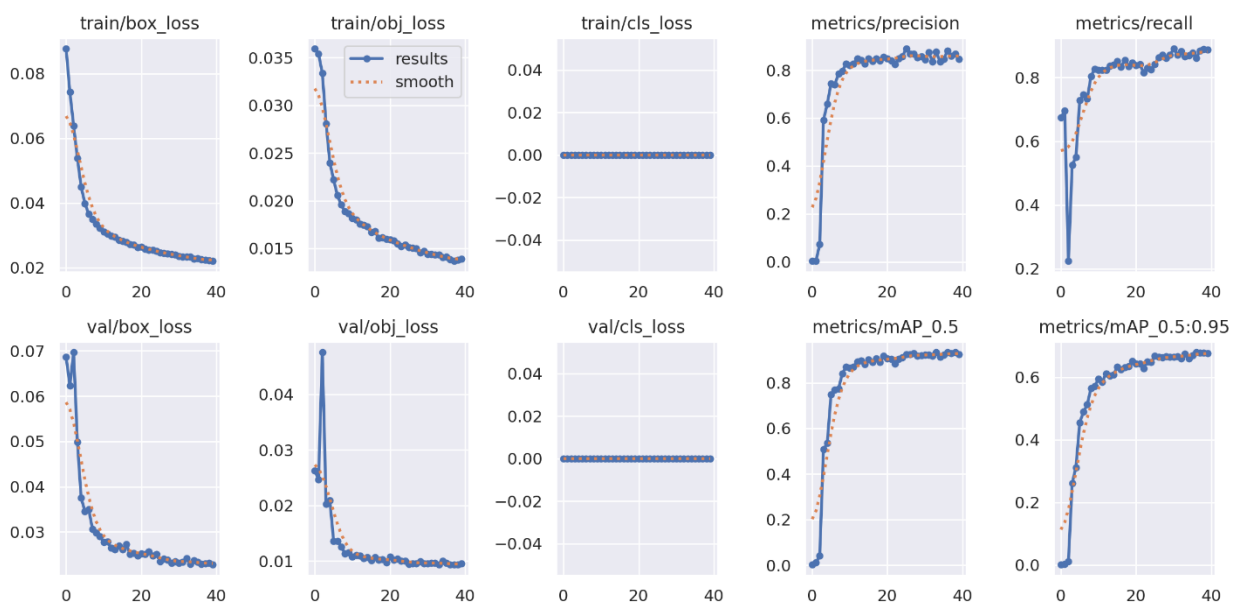 train/box_loss
0.08
0.06
0.04
0.02
0 20 40
train/obj_loss
results
smooth
0.035
0.030
0.025
0.020
0.015
0 20 40
train/cls_loss
0.04
0.02
0.00
−0.02
−0.04
0 20 40
metrics/precision
0.8
0.6
0.4
0.2
0.0
0 20 40
metrics/recall
0.8
0.6
0.4
0.2
0 20 40
val/box_loss
0.07
0.06
0.05
0.04
0.03
0 20 40
val/obj_loss
0.04
0.03
0.02
0.01
0 20 40
val/cls_loss
0.04
0.02
0.00
−0.02
−0.04
0 20 40
metrics/mAP_0.5
0.8
0.6
0.4
0.2
0.0
0 20 40
metrics/mAP_0.5:0.95
0.6
0.4
0.2
0.0
0 20 40